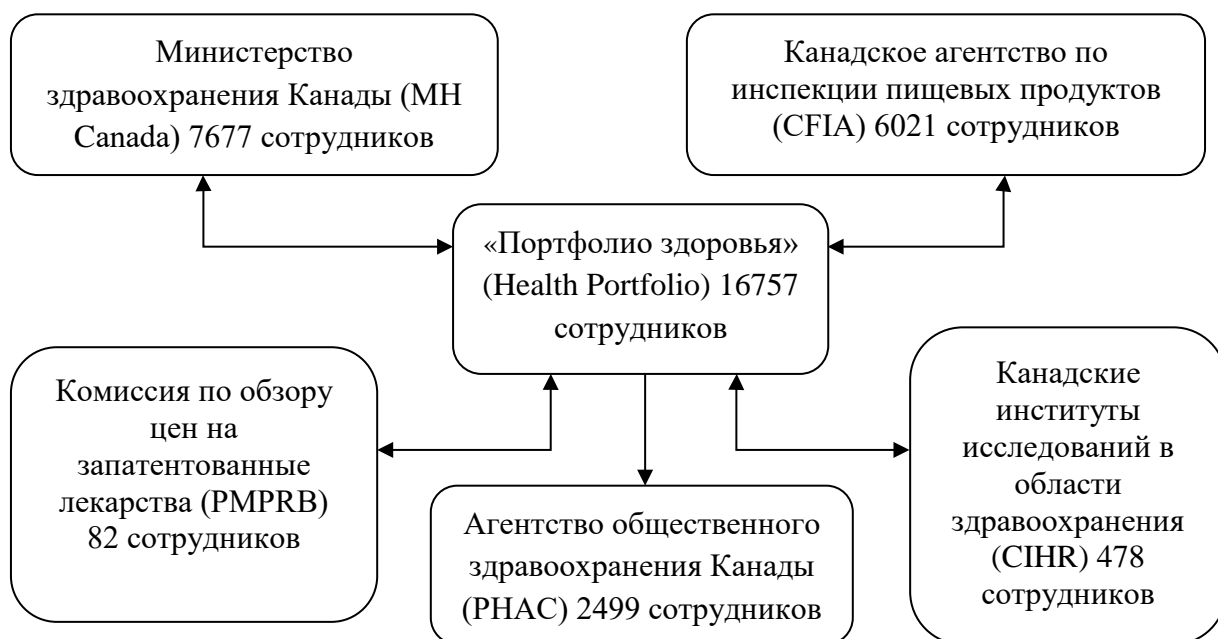 Министерство
здравоохранения Канады (MH
Canada) 7677 сотрудников
Канадское агентство по
инспекции пищевых продуктов
(CFIA) 6021 сотрудников
«Портфолио здоровья»
(Health Portfolio) 16757
сотрудников
Комиссия по обзору
цен на
запатентованные
лекарства (PMPRB)
82 сотрудников
Агентство общественного
здравоохранения Канады
(PHAC) 2499 сотрудников
Канадские
институты
исследований в
области
здравоохранения
(CIHR) 478
сотрудников